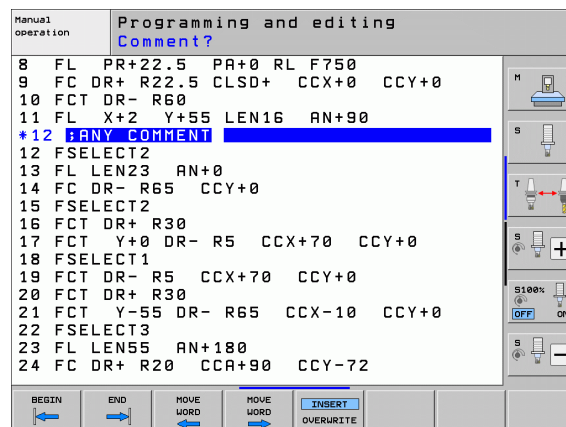 Manual
operation
Programming and editing
Comment?
8 FL PR+22.5 PA+0 RL F750
9 FC DR+ R22.5 CLSD+ CCX+0 CCY+0
10 FCT DR- R60
11 FL X+2 Y+55 LEN16 AN+90
*12 ;ANY COMMENT
12 FSELECT2
13 FL LEN23 AN+0
14 FC DR- R65 CCY+0
15 FSELECT2
16 FCT DR+ R30
17 FCT Y+0 DR- R5 CCX+70 CCY+0
18 FSELECT1
19 FCT DR- R5 CCX+70 CCY+0
20 FCT DR+ R30
21 FCT Y-55 DR- R65 CCX-10 CCY+0
22 FSELECT3
23 FL LEN55 AN+180
24 FC DR+ R20 CCA+90 CCY-72
M
S
T
S
+
S100%
OFF ON
S
-
BEGIN
END
MOVE
WORD
MOVE
WORD
INSERT
OVERWRITE